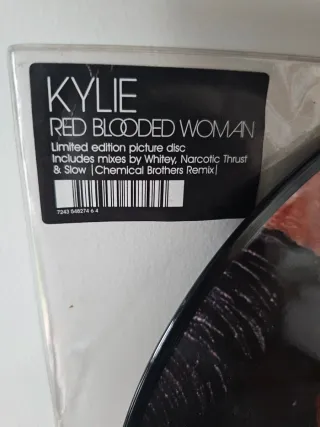 KYLIE
RED BLOODED WOMAN
Limited edition picture disc
Includes mixes by Whitey, Narcotic Thrust
& Slow |Chemical Brothers Remix|
7243 548274 6 4